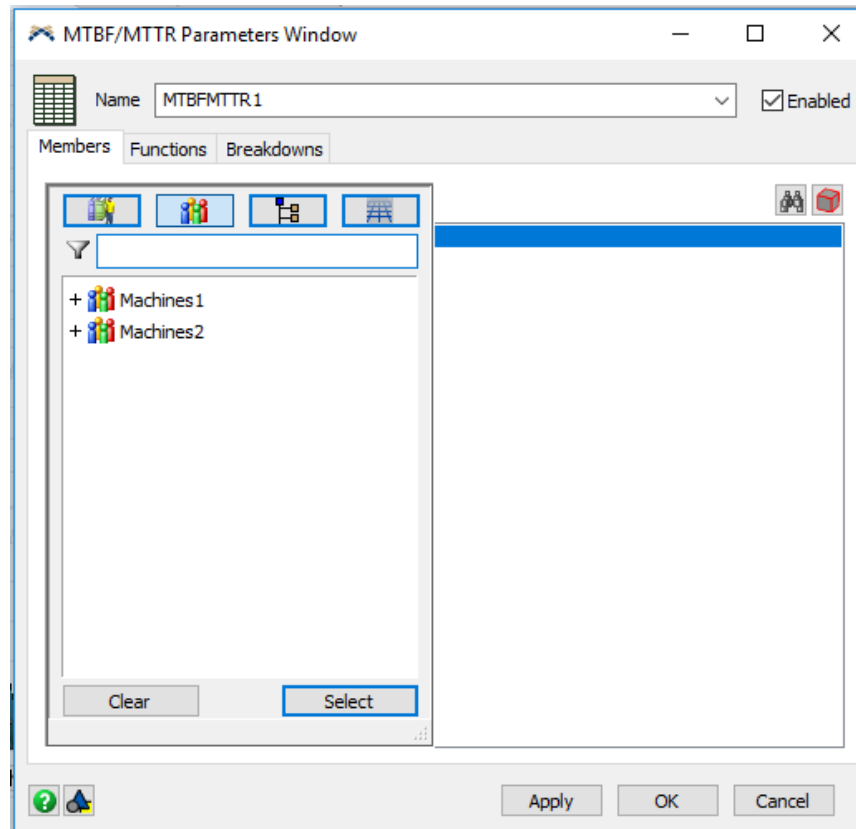 MTBF/MTTR Parameters Window
Name MTBFMTTR1 Enabled
Members Functions Breakdowns
+ Machines1
+ Machines2
Clear Select
Apply OK Cancel